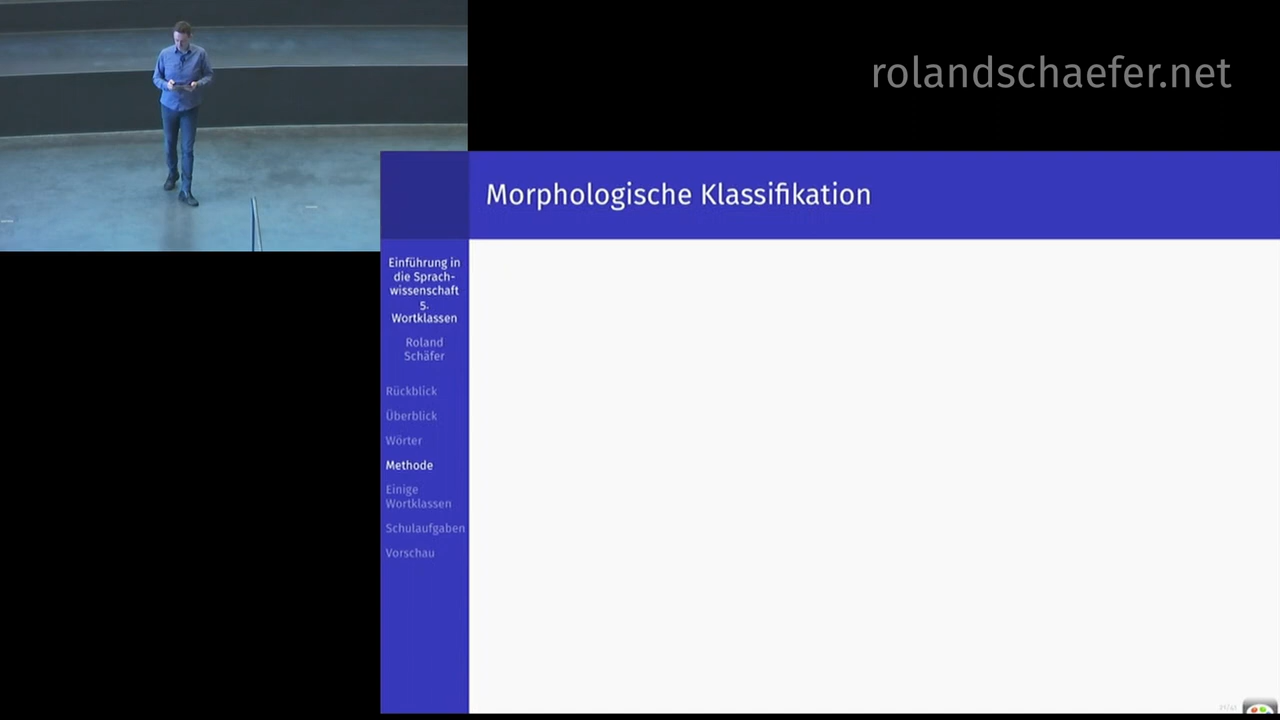 rolandschaefer.net
Morphologische Klassifikation
Einführung in
die Sprach-
wissenschaft
5.
Wortklassen
Roland
Schäfer
Rückblick
Überblick
Wörter
Methode
Einige
Wortklassen
Schulaufgaben
Vorschau